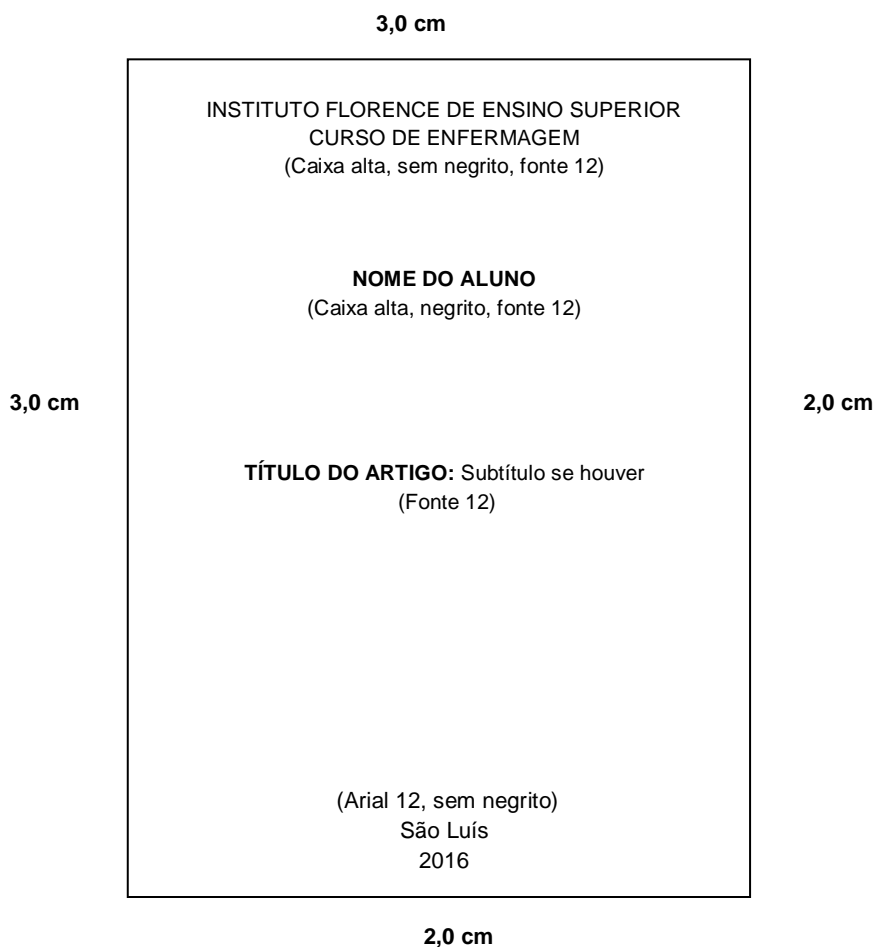 3,0 cm
INSTITUTO FLORENCE DE ENSINO SUPERIOR
CURSO DE ENFERMAGEM
(Caixa alta, sem negrito, fonte 12)
NOME DO ALUNO
(Caixa alta, negrito, fonte 12)
3,0 cm
2,0 cm
TÍTULO DO ARTIGO: Subtítulo se houver
(Fonte 12)
(Arial 12, sem negrito)
São Luís
2016
2,0 cm